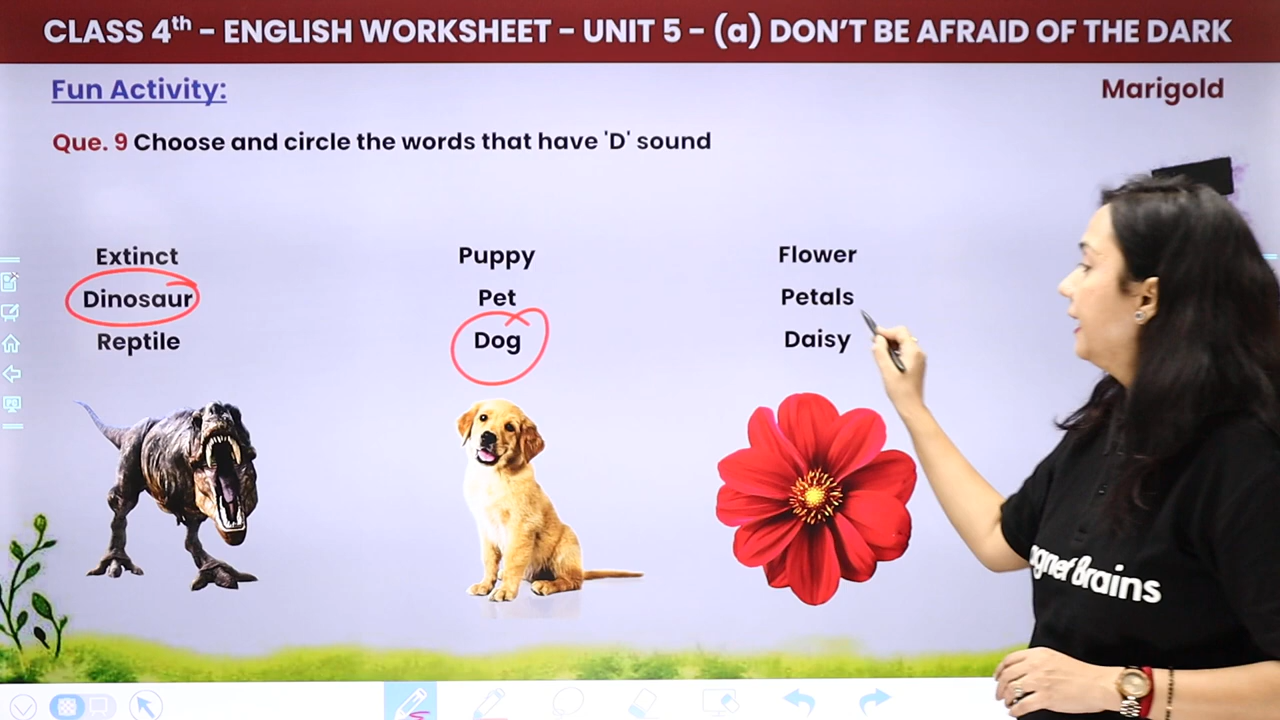 CLASS 4th – ENGLISH WORKSHEET – UNIT 5 – (a) DON'T BE AFRAID OF THE DARK
Fun Activity:
Marigold
Que. 9 Choose and circle the words that have 'D' sound
Extinct
Dinosaur
Reptile
Puppy
Pet
Dog
Flower
Petals
Daisy
gnet Brains